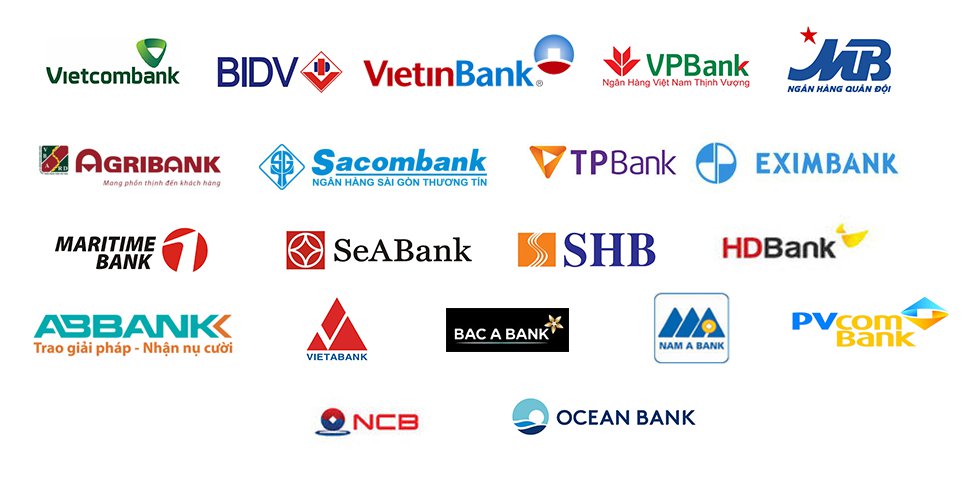 Vietcombank
BIDV
VietinBank ®
VPBank
Ngân Hàng Việt Nam Thịnh Vượng
MB
NGÂN HÀNG QUÂN ĐỘI
VBARD
AGRIBANK
Mang phồn thịnh đến khách hàng
SG
Sacombank
NGÂN HÀNG SÀI GÒN THƯƠNG TÍN
TPBank
EXIMBANK
MARITIME
BANK
SeABank
SHB
HDBank
ABBANK
Trao giải pháp - Nhận nụ cười
VIETABANK
BAC A BANK
NAM A BANK
PVcom
Bank
NCB
OCEAN BANK